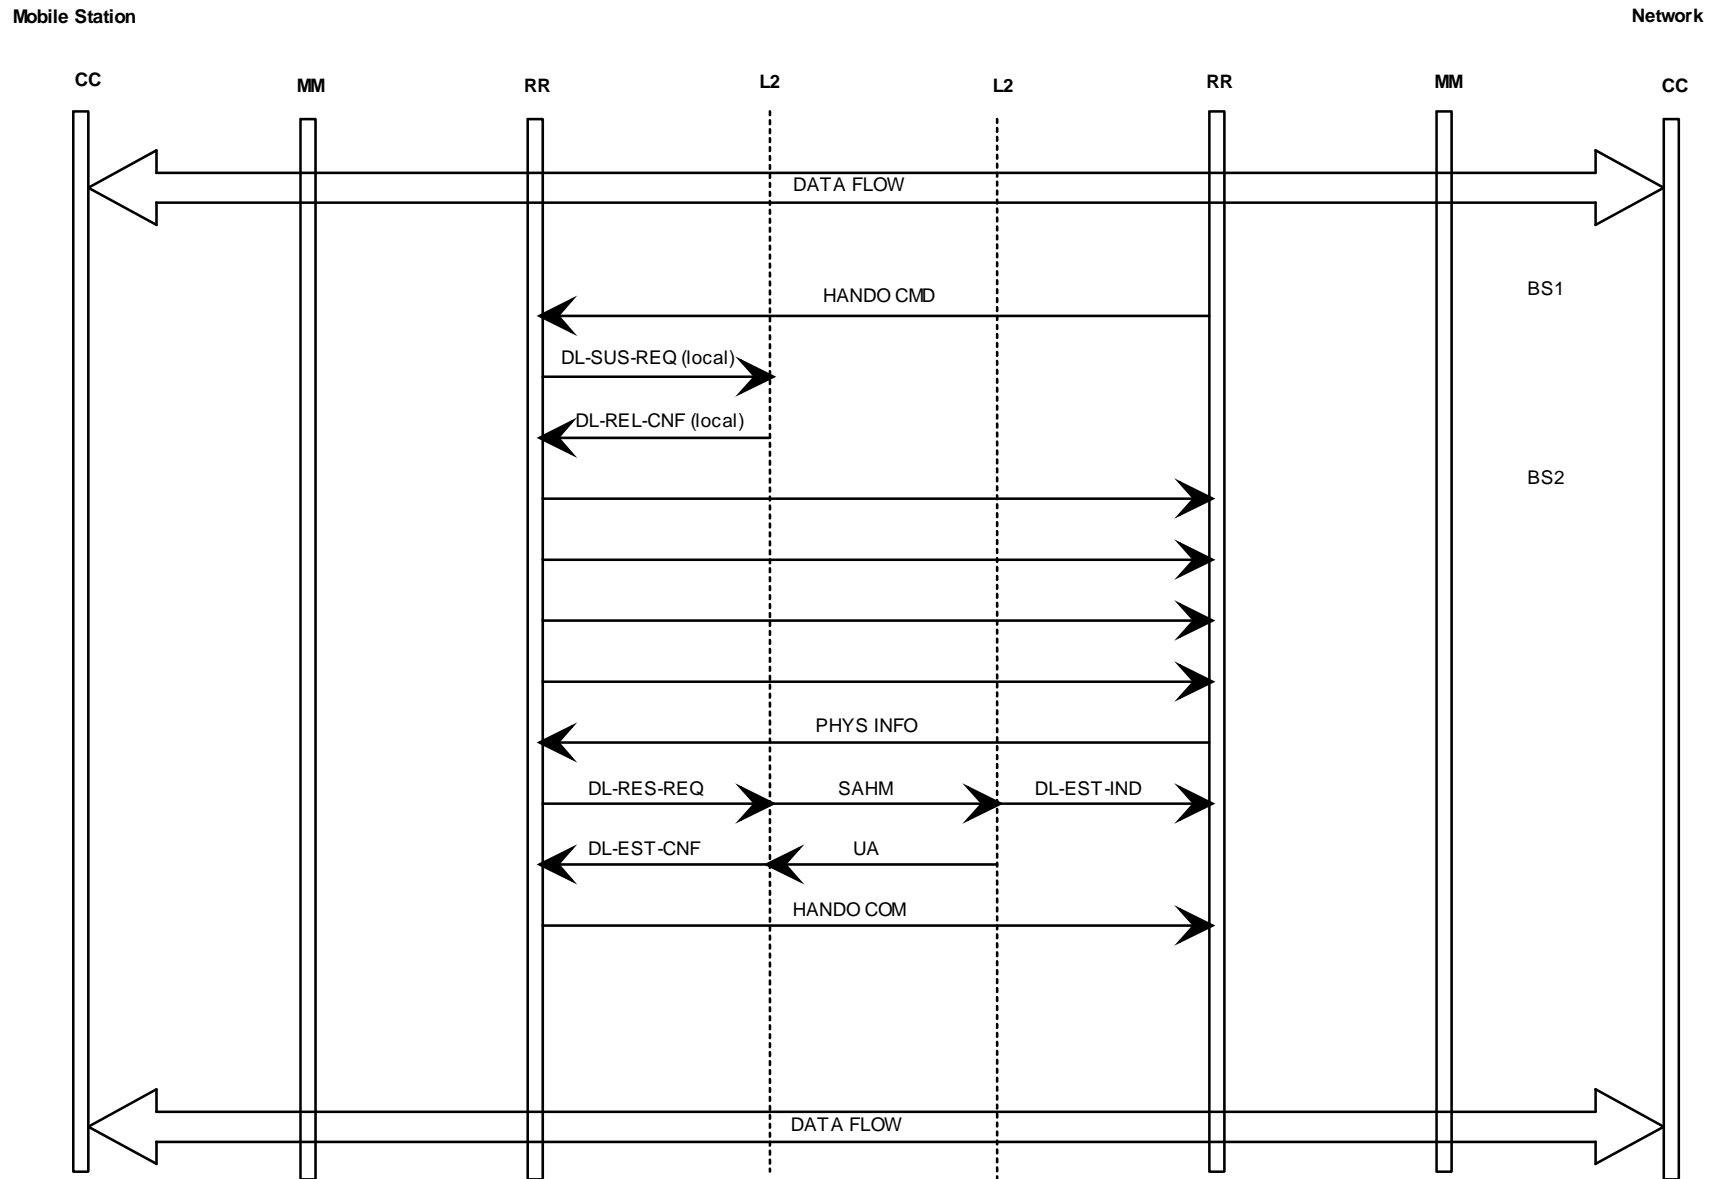 Mobile Station
Network
CC
MM
RR
L2
L2
RR
MM
CC
DATA FLOW
BS1
HANDO CMD
DL-SUS-REQ (local)
DL-REL-CNF (local)
BS2
PHYS INFO
DL-RES-REQ
SAHM
DL-EST-IND
DL-EST-CNF
UA
HANDO COM
DATA FLOW